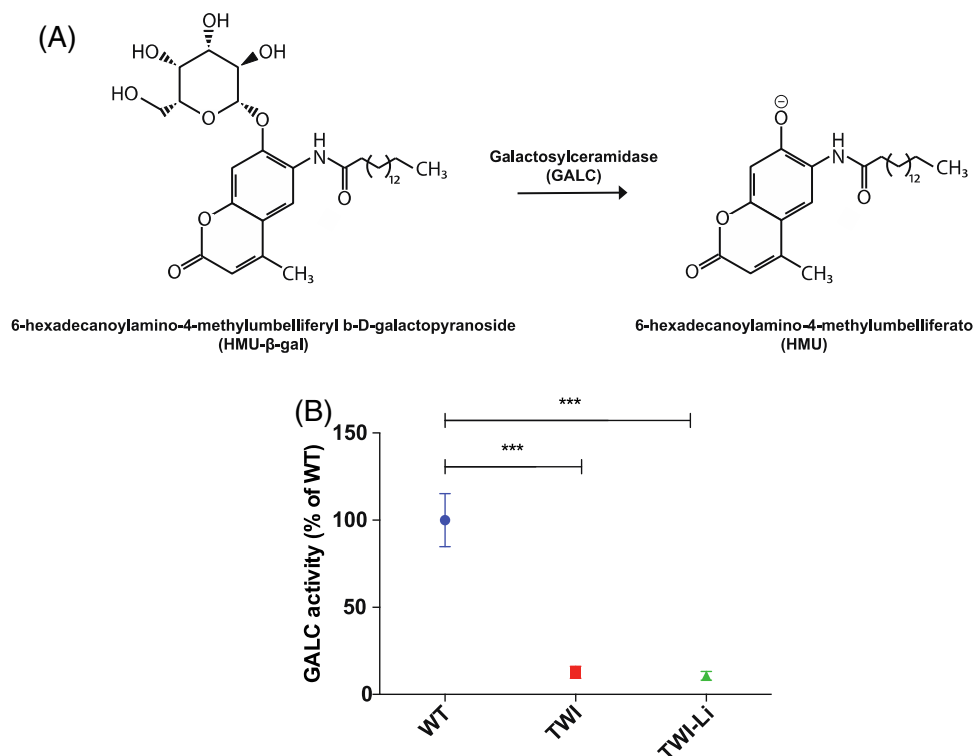 (A)
OH
HO
OH
HO
O
O
H
N
O
12
CH₃
O
O
CH₃
Galactosylceramidase
(GALC)
⊖
O
H
N
O
12
CH₃
O
O
CH₃
6-hexadecanoylamino-4-methylumbelliferyl b-D-galactopyranoside
(HMU-β-gal)
6-hexadecanoylamino-4-methylumbelliferato
(HMU)
(B)
***
***
GALC activity (% of WT)
150
100
50
0
WT
TWI
TWI-Li